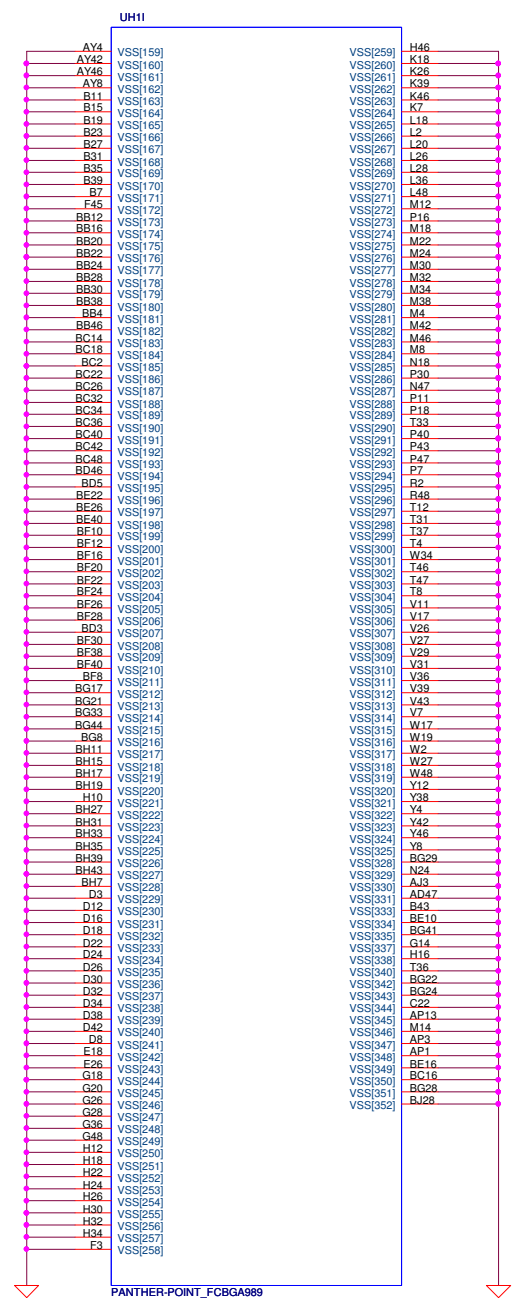 UH1I
AY4 VSS[159] VSS[259] H46
AY42 VSS[160] VSS[260] K18
AY46 VSS[161] VSS[261] K26
AY8 VSS[162] VSS[262] K39
B11 VSS[163] VSS[263] K46
B15 VSS[164] VSS[264] K7
B19 VSS[165] VSS[265] L18
B23 VSS[166] VSS[266] L2
B27 VSS[167] VSS[267] L20
B31 VSS[168] VSS[268] L26
B35 VSS[169] VSS[269] L28
B39 VSS[170] VSS[270] L36
B7 VSS[171] VSS[271] L48
F45 VSS[172] VSS[272] M12
BB12 VSS[173] VSS[273] P16
BB16 VSS[174] VSS[274] M18
BB20 VSS[175] VSS[275] M22
BB22 VSS[176] VSS[276] M24
BB24 VSS[177] VSS[277] M30
BB28 VSS[178] VSS[278] M32
BB30 VSS[179] VSS[279] M34
BB38 VSS[180] VSS[280] M38
BB4 VSS[181] VSS[281] M4
BB46 VSS[182] VSS[282] M42
BC14 VSS[183] VSS[283] M46
BC18 VSS[184] VSS[284] M8
BC2 VSS[185] VSS[285] N18
BC22 VSS[186] VSS[286] P30
BC26 VSS[187] VSS[287] N47
BC32 VSS[188] VSS[288] P11
BC34 VSS[189] VSS[289] P18
BC36 VSS[190] VSS[290] T33
BC40 VSS[191] VSS[291] P40
BC42 VSS[192] VSS[292] P43
BC48 VSS[193] VSS[293] P47
BD46 VSS[194] VSS[294] P7
BD5 VSS[195] VSS[295] R2
BE22 VSS[196] VSS[296] R48
BE26 VSS[197] VSS[297] T12
BE40 VSS[198] VSS[298] T31
BF10 VSS[199] VSS[299] T37
BF12 VSS[200] VSS[300] T4
BF16 VSS[201] VSS[301] W34
BF20 VSS[202] VSS[302] T46
BF22 VSS[203] VSS[303] T47
BF24 VSS[204] VSS[304] T8
BF26 VSS[205] VSS[305] V11
BF28 VSS[206] VSS[306] V17
BD3 VSS[207] VSS[307] V26
BF30 VSS[208] VSS[308] V27
BF38 VSS[209] VSS[309] V29
BF40 VSS[210] VSS[310] V31
BF8 VSS[211] VSS[311] V36
BG17 VSS[212] VSS[312] V39
BG21 VSS[213] VSS[313] V43
BG33 VSS[214] VSS[314] V7
BG44 VSS[215] VSS[315] W17
BG8 VSS[216] VSS[316] W19
BH11 VSS[217] VSS[317] W2
BH15 VSS[218] VSS[318] W27
BH17 VSS[219] VSS[319] W48
BH19 VSS[220] VSS[320] Y12
H10 VSS[221] VSS[321] Y38
BH27 VSS[222] VSS[322] Y4
BH31 VSS[223] VSS[323] Y42
BH33 VSS[224] VSS[324] Y46
BH35 VSS[225] VSS[325] Y8
BH39 VSS[226] VSS[328] BG29
BH43 VSS[227] VSS[329] N24
BH7 VSS[228] VSS[330] AJ3
D3 VSS[229] VSS[331] AD47
D12 VSS[230] VSS[333] B43
D16 VSS[231] VSS[334] BE10
D18 VSS[232] VSS[335] BG41
D22 VSS[233] VSS[337] G14
D24 VSS[234] VSS[338] H16
D26 VSS[235] VSS[340] T36
D30 VSS[236] VSS[342] BG22
D32 VSS[237] VSS[343] BG24
D34 VSS[238] VSS[344] C22
D38 VSS[239] VSS[345] AP13
D42 VSS[240] VSS[346] M14
D8 VSS[241] VSS[347] AP3
E18 VSS[242] VSS[348] AP1
E26 VSS[243] VSS[349] BE16
G18 VSS[244] VSS[350] BC16
G20 VSS[245] VSS[351] BG28
G26 VSS[246] VSS[352] BJ28
G28 VSS[247]
G36 VSS[248]
G48 VSS[249]
H12 VSS[250]
H18 VSS[251]
H22 VSS[252]
H24 VSS[253]
H26 VSS[254]
H30 VSS[255]
H32 VSS[256]
H34 VSS[257]
F3 VSS[258]
PANTHER-POINT_FCBGA989